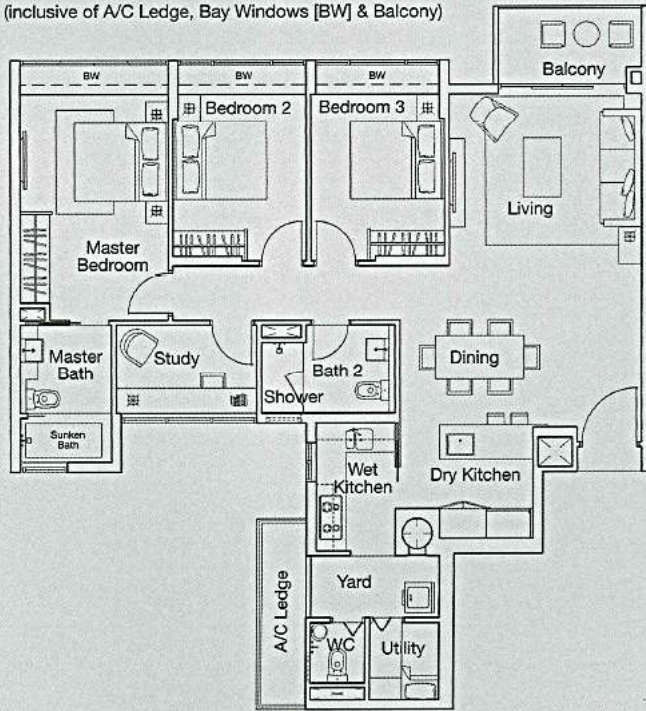 (inclusive of A/C Ledge, Bay Windows [BW] & Balcony)
Balcony
BW
BW
BW
Bedroom 2
Bedroom 3
Living
Master
Bedroom
Master
Bath
Study
Bath 2
Shower
Dining
Sunken
Bath
Wet
Kitchen
Dry Kitchen
A/C Ledge
Yard
WC
Utility